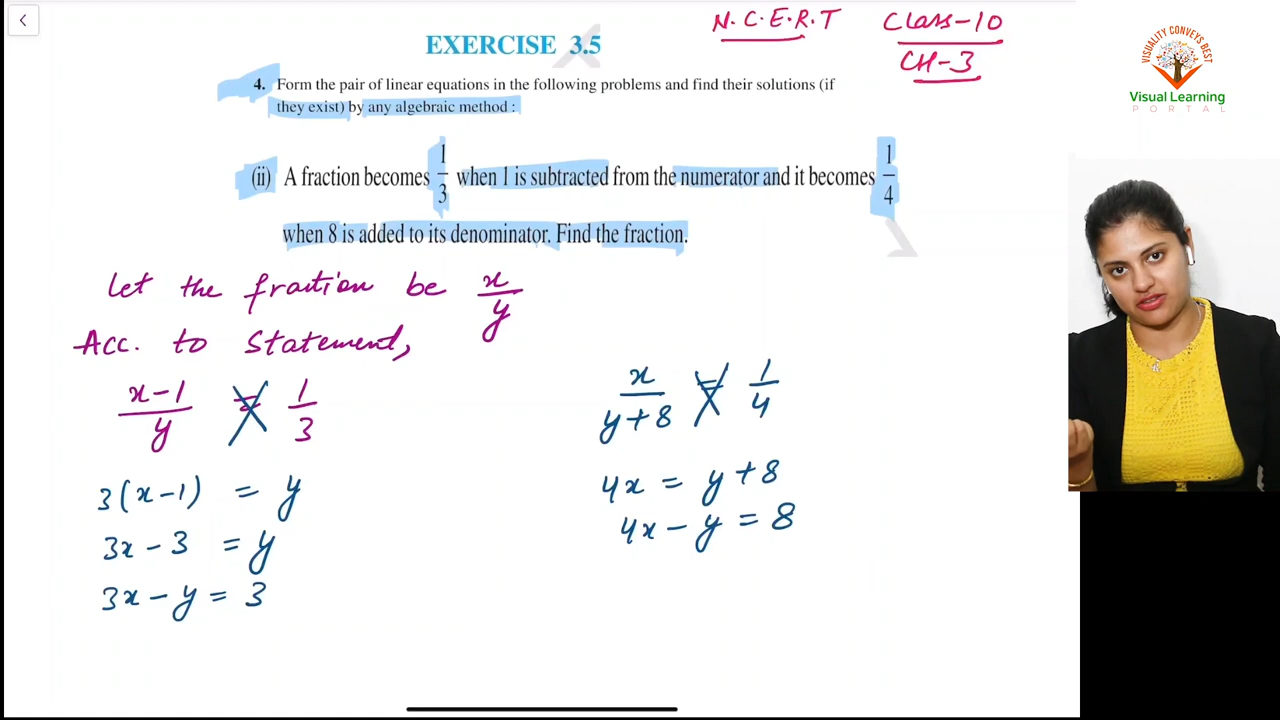 N.C.E.R.T Class-10
CH-3
EXERCISE 3.5
VISUALITY CONVEYS BEST
Visual Learning
PORTAL
4. Form the pair of linear equations in the following problems and find their solutions (if
they exist) by any algebraic method :
(ii) A fraction becomes 1/3 when 1 is subtracted from the numerator and it becomes 1/4
when 8 is added to its denominator. Find the fraction.
Let the fraction be x/y
Acc. to statement,
x-1/y = 1/3
3(x-1) = y
3x-3 = y
3x-y = 3
x/y+8 = 1/4
4x = y+8
4x-y = 8